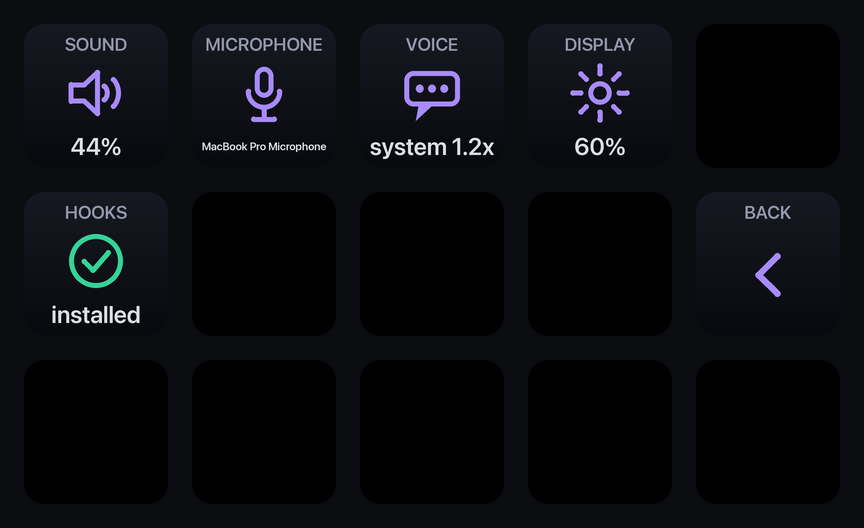 SOUND
MICROPHONE
VOICE
DISPLAY
44%
MacBook Pro Microphone
system 1.2x
60%
HOOKS
BACK
installed